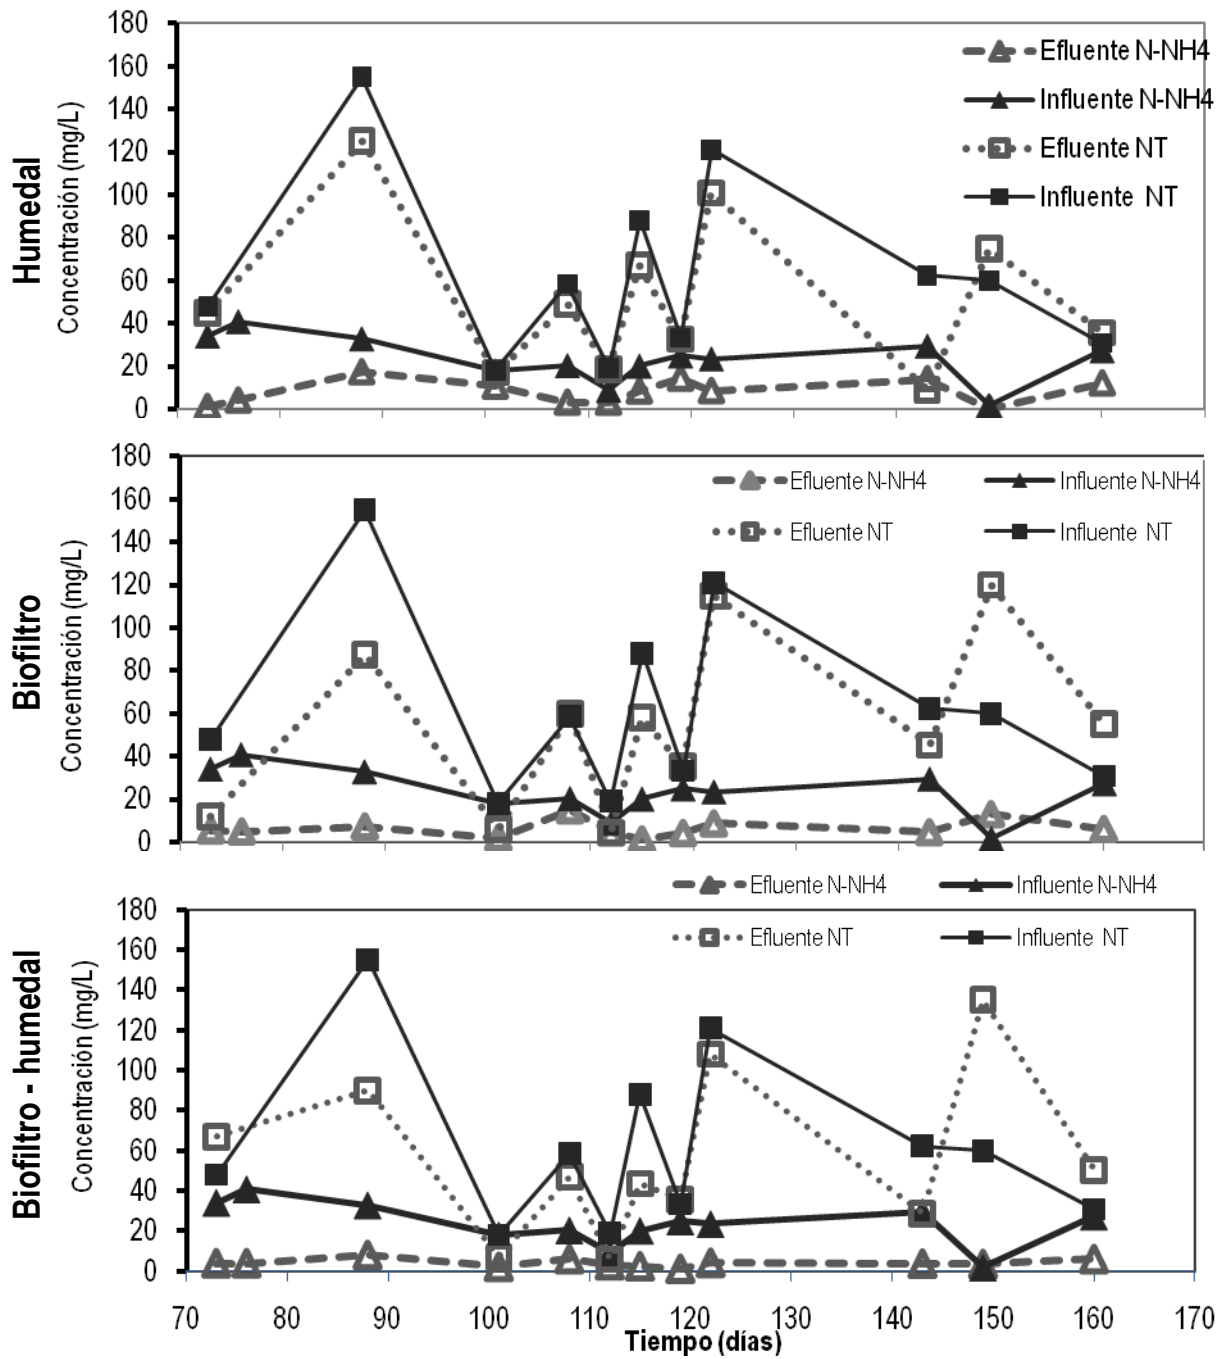 Humedal
Concentración (mg/L)
180
160
140
120
100
80
60
40
20
0
Efluente N-NH4
Influente N-NH4
Efluente NT
Influente NT
Biofiltro
Concentración (mg/L)
180
160
140
120
100
80
60
40
20
0
Efluente N-NH4 Influente N-NH4
Efluente NT Influente NT
Biofiltro - humedal
Concentración (mg/L)
180
160
140
120
100
80
60
40
20
0
Efluente N-NH4 Influente N-NH4
Efluente NT Influente NT
70 80 90 100 110 120 130 140 150 160 170
Tiempo (días)